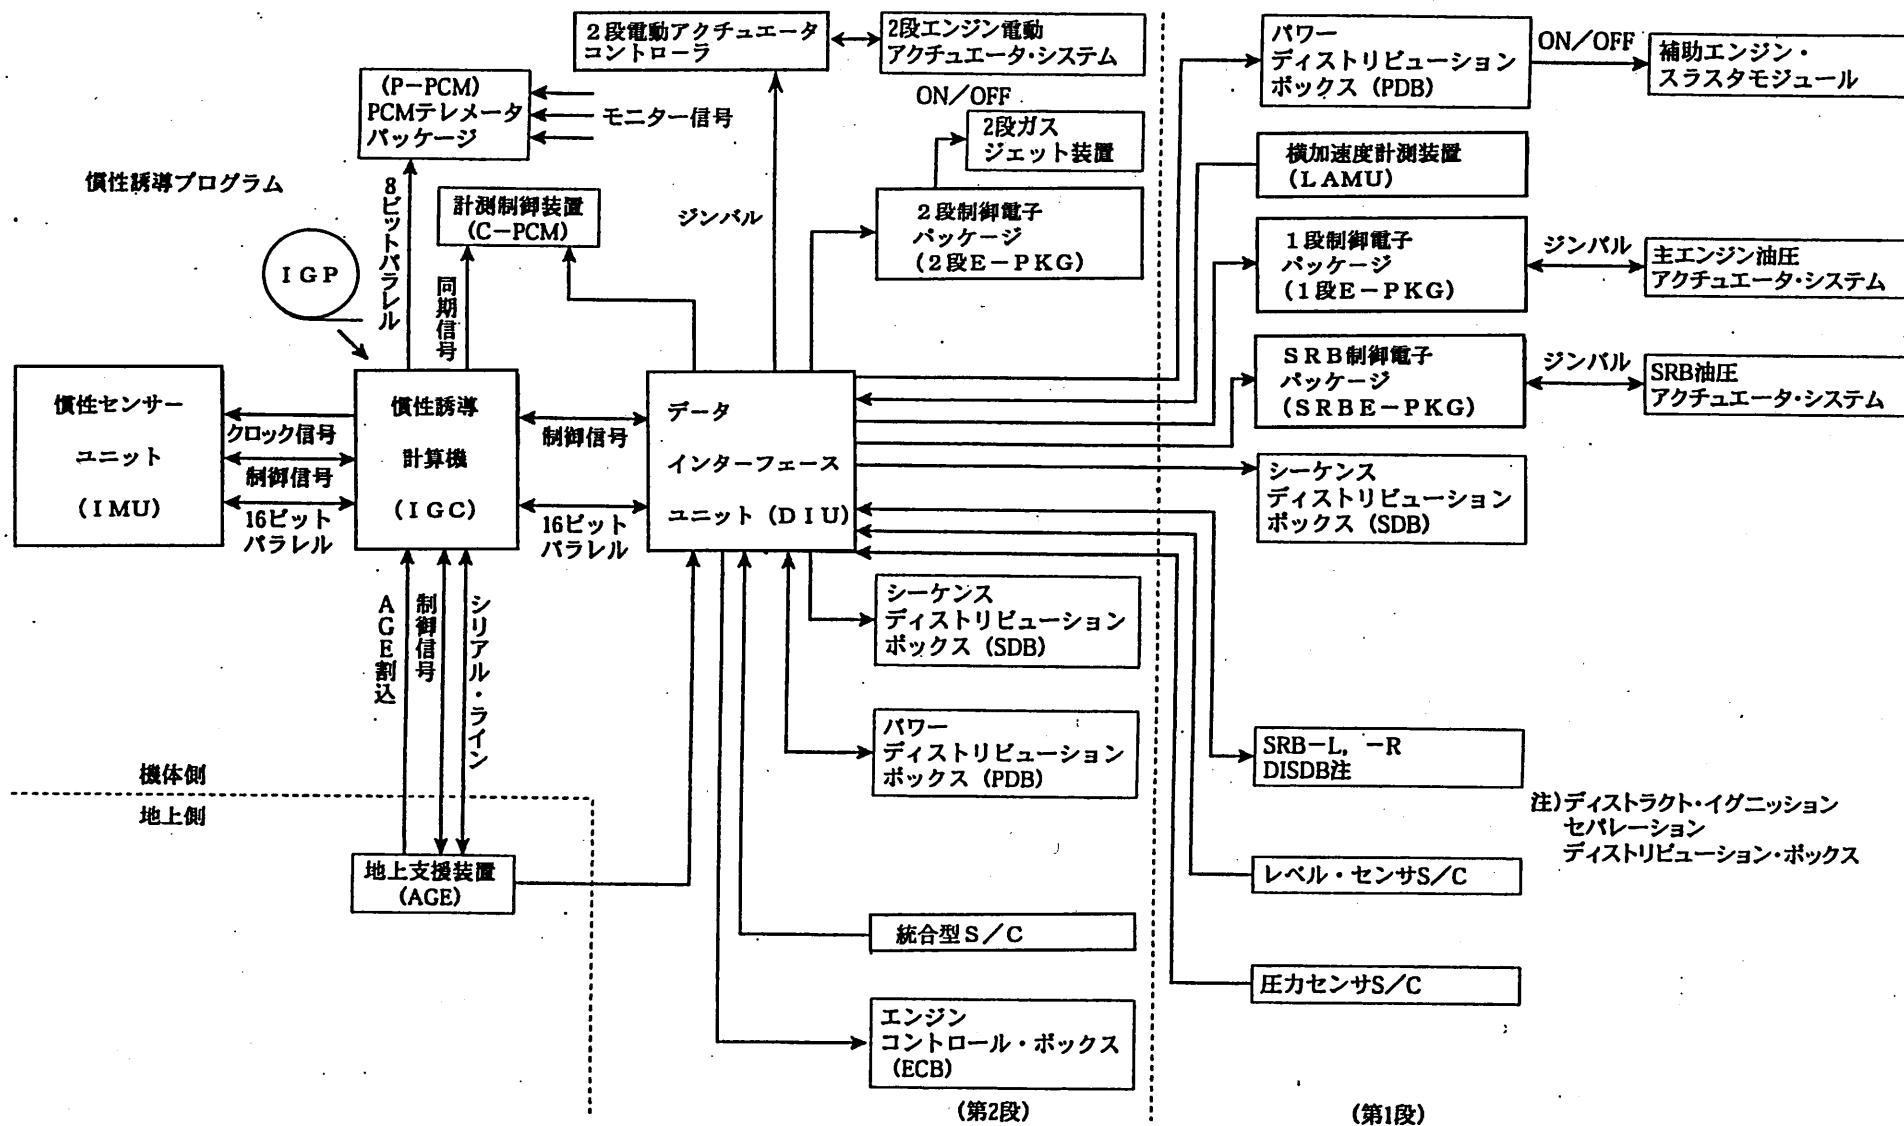 2段電動アクチュエータ
コントローラ
2段エンジン電動
アクチュエータ・システム
パワー
ディストリビューション
ボックス (PDB)
ON/OFF
補助エンジン・
スラスタモジュール
(P-PCM)
PCMテレメータ
パッケージ
モニター信号
ON/OFF
2段ガス
ジェット装置
横加速度計測装置
(LAMU)
慣性誘導プログラム
8ビットパラレル
計測制御装置
(C-PCM)
ジンバル
2段制御電子
パッケージ
(2段E-PKG)
1段制御電子
パッケージ
(1段E-PKG)
ジンバル
主エンジン油圧
アクチュエータ・システム
IGP
同期信号
SRB制御電子
パッケージ
(SRBE-PKG)
ジンバル
SRB油圧
アクチュエータ・システム
慣性センサー
ユニット
(IMU)
クロック信号
制御信号
16ビット
パラレル
慣性誘導
計算機
(IGC)
制御信号
16ビット
パラレル
データ
インターフェース
ユニット (DIU)
シーケンス
ディストリビューション
ボックス (SDB)
AGE割込
制御信号
シリアル・ライン
シーケンス
ディストリビューション
ボックス (SDB)
パワー
ディストリビューション
ボックス (PDB)
SRB-L, -R
DISDB注
機体側
地上側
注)ディストラクト・イグニッション
セパレーション
ディストリビューション・ボックス
地上支援装置
(AGE)
レベル・センサS/C
統合型S/C
圧力センサS/C
エンジン
コントロール・ボックス
(ECB)
(第2段)
(第1段)